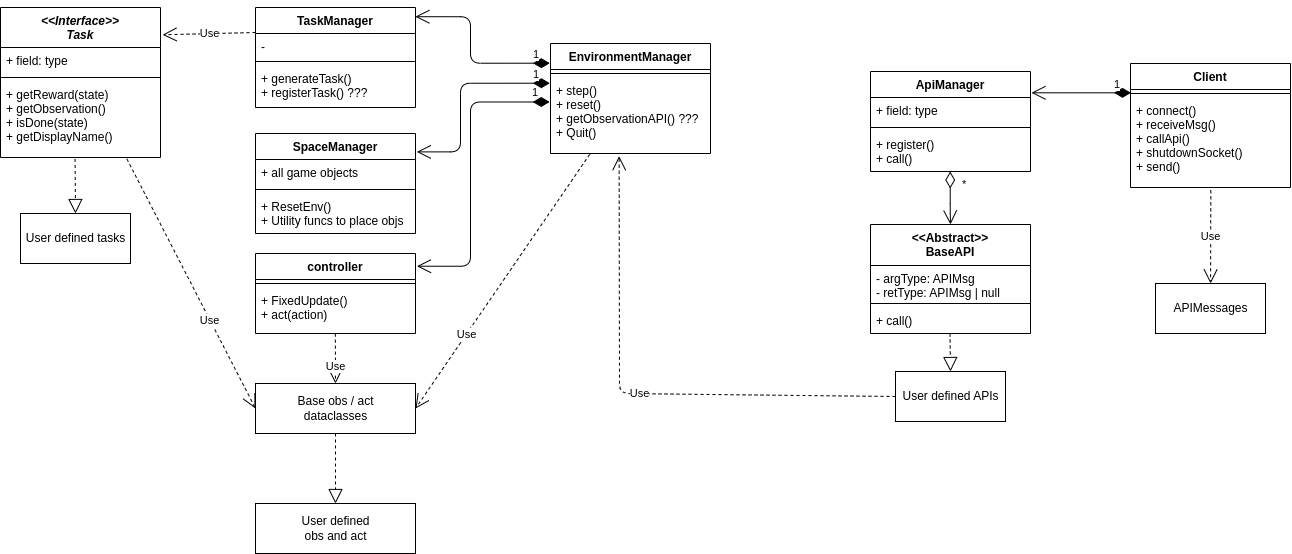 <<Interface>>
Task
+ field: type
+ getReward(state)
+ getObservation()
+ isDone(state)
+ getDisplayName()
User defined tasks
Use
TaskManager
-
+ generateTask()
+ registerTask() ???
SpaceManager
+ all game objects
+ ResetEnv()
+ Utility funcs to place objs
controller
+ FixedUpdate()
+ act(action)
Use
Use
Base obs / act
dataclasses
User defined
obs and act
1
1
1
EnvironmentManager
+ step()
+ reset()
+ getObservationAPI() ???
+ Quit()
Use
Use
ApiManager
+ field: type
+ register()
+ call()
*
<<Abstract>>
BaseAPI
- argType: APIMsg
- retType: APIMsg | null
+ call()
User defined APIs
1
Client
+ connect()
+ receiveMsg()
+ callApi()
+ shutdownSocket()
+ send()
Use
APIMessages